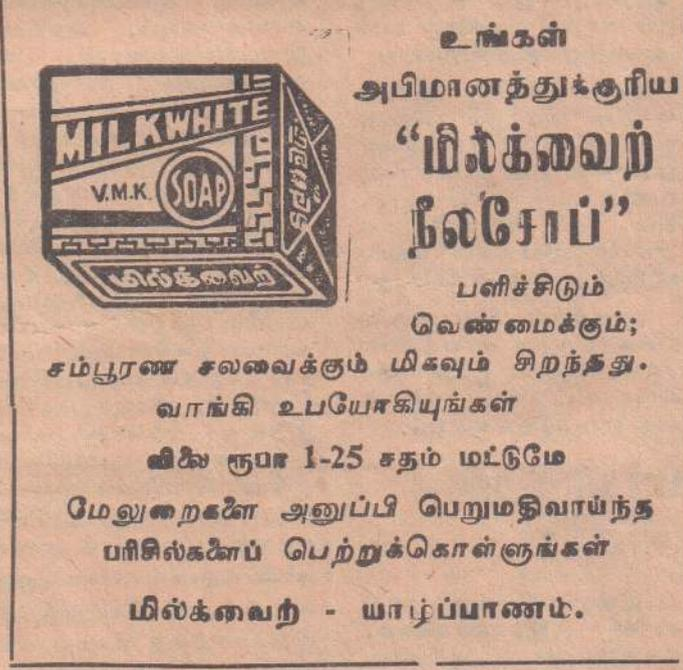 உங்கள்
அபிமானத்துக்குரிய
“மில்க்வைற்
நீலசோப்”
பளிச்சிடும்
வெண்மைக்கும்;
சம்பூரண சலவைக்கும் மிகவும் சிறந்தது.
வாங்கி உபயோகியுங்கள்
விலை ரூபா 1-25 சதம் மட்டுமே
மேலுறைகளை அனுப்பி பெறுமதிவாய்ந்த
பரிசில்களைப் பெற்றுக்கொள்ளுங்கள்
மில்க்வைற் - யாழ்ப்பாணம்.
MILKWHITE
V.M.K. SOAP
மில்க்வைற்